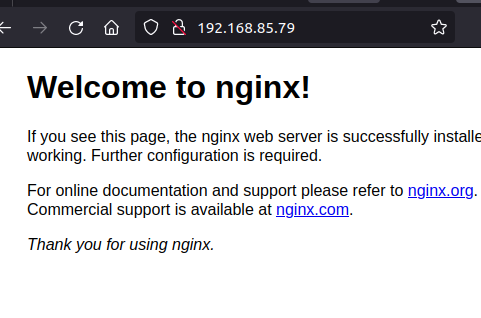 192.168.85.79
Welcome to nginx!
If you see this page, the nginx web server is successfully installe
working. Further configuration is required.
For online documentation and support please refer to nginx.org.
Commercial support is available at nginx.com.
Thank you for using nginx.